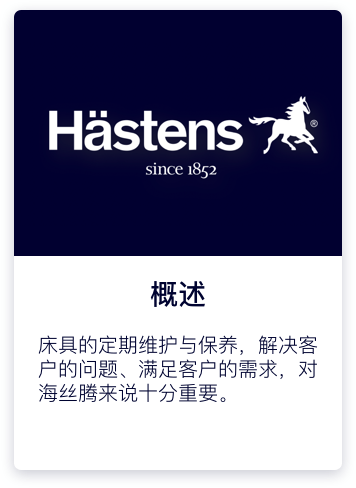 Hästens®
since 1852
概述
床具的定期维护与保养，解决客
户的问题、满足客户的需求，对
海丝腾来说十分重要。